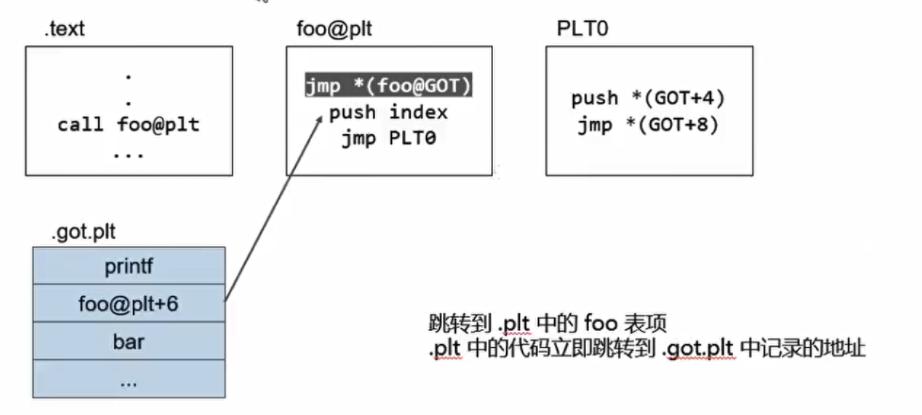 .text
.
.
call foo@plt
...
foo@plt
jmp *(foo@GOT)
push index
jmp PLT0
PLT0
push *(GOT+4)
jmp *(GOT+8)
.got.plt
printf
foo@plt+6
bar
...
跳转到 .plt 中的 foo 表项
.plt 中的代码立即跳转到 .got.plt 中记录的地址